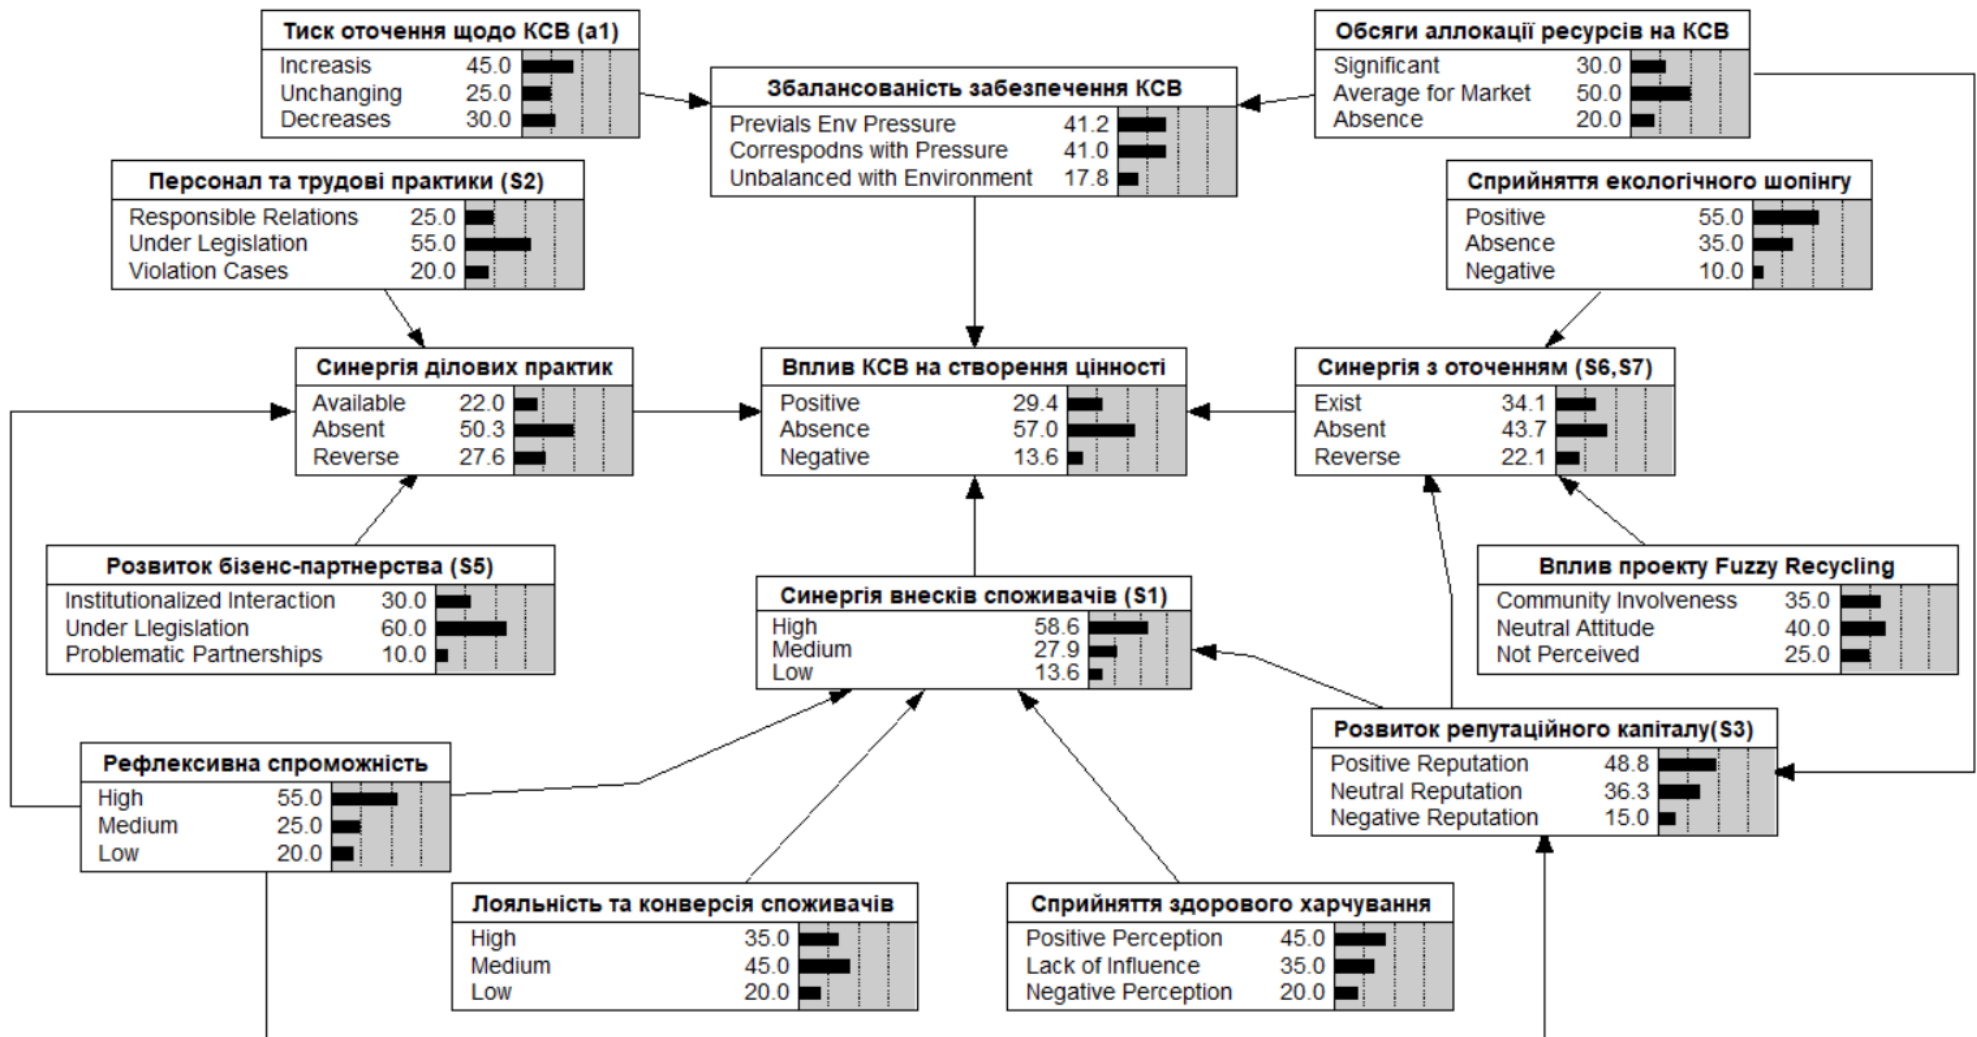 Тиск оточення щодо КСВ (a1)
Increasis 45.0
Unchanging 25.0
Decreases 30.0
Обсяги аллокації ресурсів на КСВ
Significant 30.0
Average for Market 50.0
Absence 20.0
Збалансованість забезпечення КСВ
Previals Env Pressure 41.2
Correspodns with Pressure 41.0
Unbalanced with Environment 17.8
Персонал та трудові практики (S2)
Responsible Relations 25.0
Under Legislation 55.0
Violation Cases 20.0
Сприйняття екологічного шопінгу
Positive 55.0
Absence 35.0
Negative 10.0
Синергія ділових практик
Available 22.0
Absent 50.3
Reverse 27.6
Вплив КСВ на створення цінності
Positive 29.4
Absence 57.0
Negative 13.6
Синергія з оточенням (S6,S7)
Exist 34.1
Absent 43.7
Reverse 22.1
Розвиток бізенс-партнерства (S5)
Institutionalized Interaction 30.0
Under Llegislation 60.0
Problematic Partnerships 10.0
Синергія внесків споживачів (S1)
High 58.6
Medium 27.9
Low 13.6
Вплив проекту Fuzzy Recycling
Community Involveness 35.0
Neutral Attitude 40.0
Not Perceived 25.0
Рефлексивна спроможність
High 55.0
Medium 25.0
Low 20.0
Розвиток репутаційного капіталу(S3)
Positive Reputation 48.8
Neutral Reputation 36.3
Negative Reputation 15.0
Лояльність та конверсія споживачів
High 35.0
Medium 45.0
Low 20.0
Сприйняття здорового харчування
Positive Perception 45.0
Lack of Influence 35.0
Negative Perception 20.0